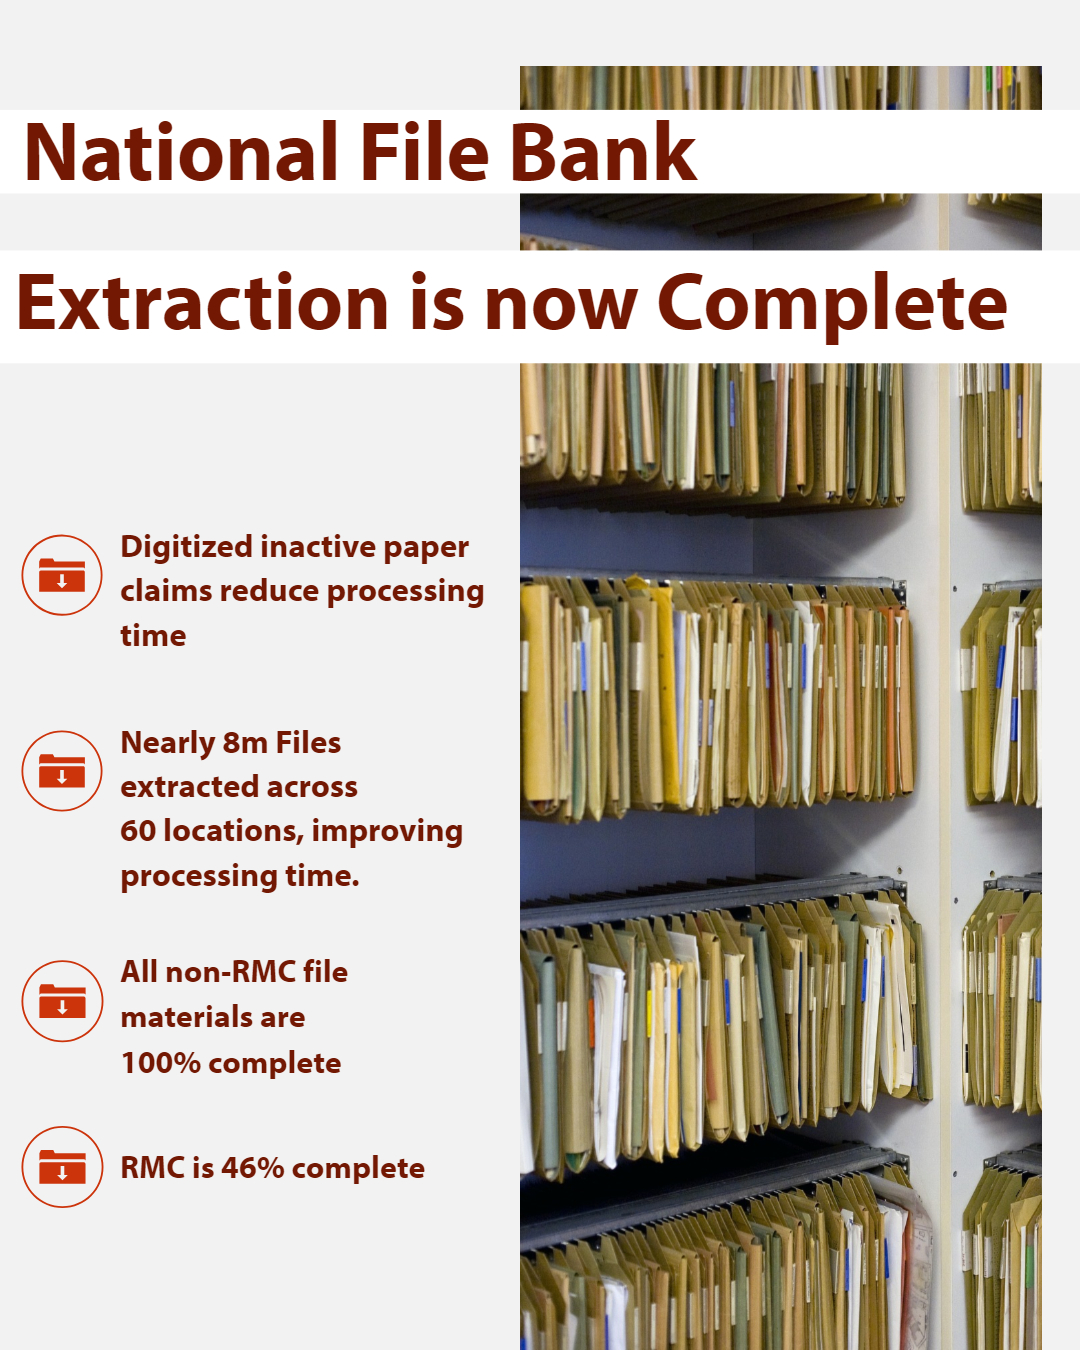 National File Bank
Extraction is now Complete
Digitized inactive paper
claims reduce processing
time
Nearly 8m Files
extracted across
60 locations, improving
processing time.
All non-RMC file
materials are
100% complete
RMC is 46% complete